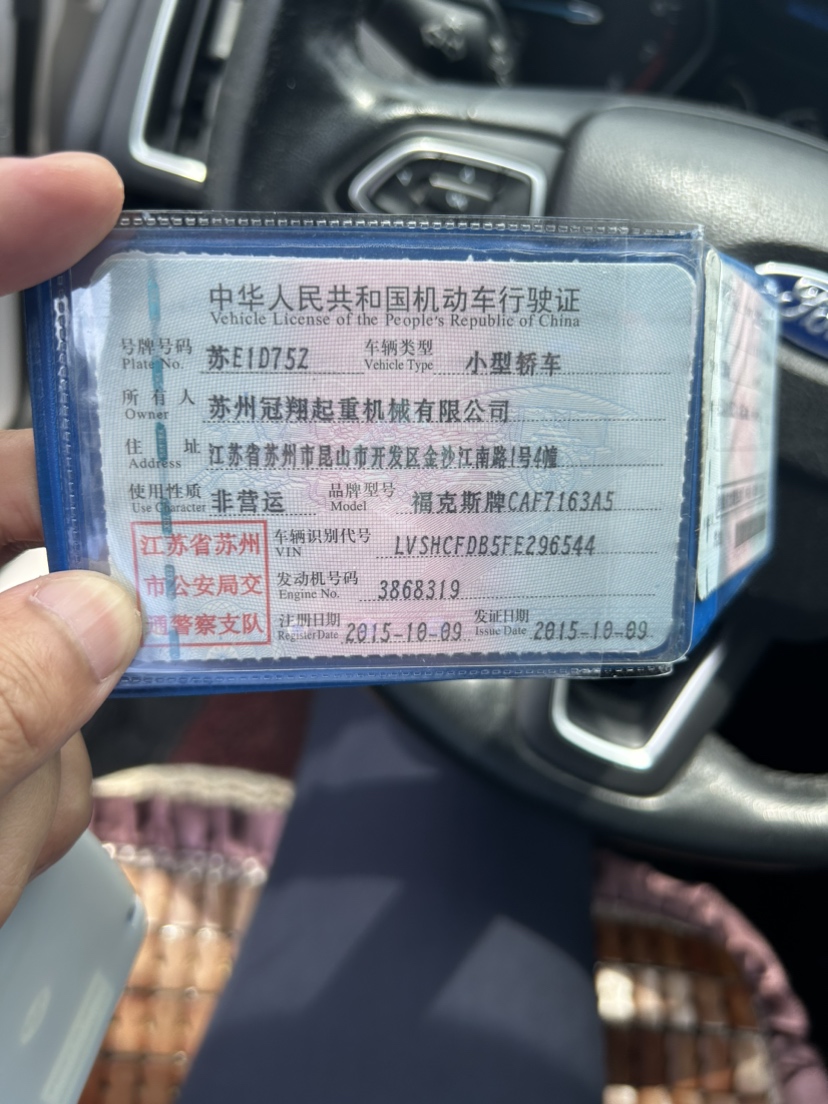 中华人民共和国机动车行驶证
Vehicle License of the People's Republic of China
号牌号码 苏E1D75Z 车辆类型 小型轿车
Plate No. Vehicle Type
所有人 苏州冠翔起重机械有限公司
Owner
住址 江苏省苏州市昆山市开发区金沙江南路1号4幢
Address
使用性质 非营运 品牌型号 福克斯牌CAF7163A5
Use Character Model
江苏省苏州
市公安局交
通警察支队
车辆识别代号 LVSHCFDB5FE296544
VIN
发动机号码 3868319
Engine No.
注册日期 2015-10-09 发证日期 2015-10-09
Register Date Issue Date